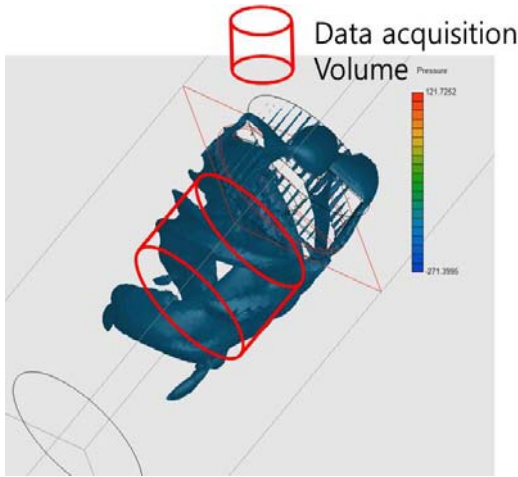 Data acquisition
Volume
Pressure
121.7252
-271.3995